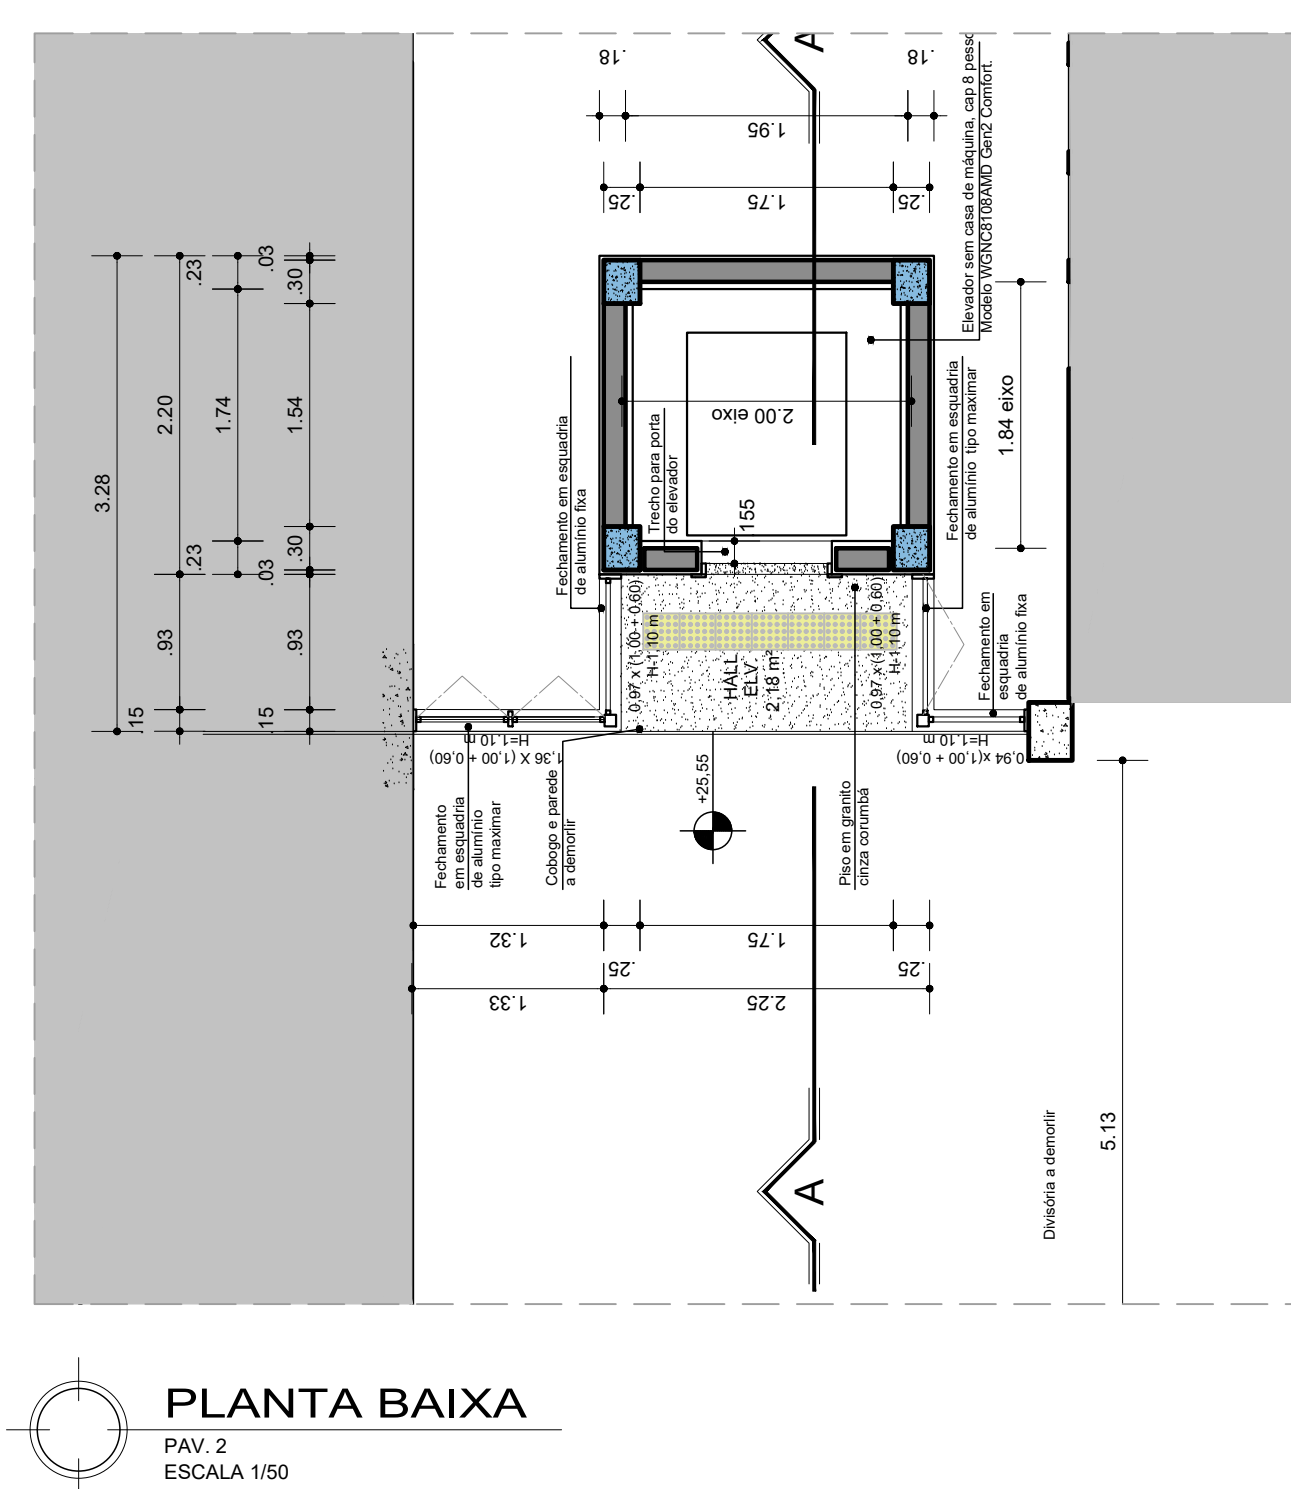 .18
.18
A
1.95
.25
1.75
.25
Elevador sem casa de máquina, cap 8
Modelo WGNC8108AMD Gen2 Comfort.
.03
.23
.30
3.28
2.20
1.74
1.54
.23
.30
.03
.93
.93
.15
.15
Fechamento em esquadria
de alumínio fixa
2.00 eixo
Trecho para porta
do elevador
.155
Fechamento em esquadria
de alumínio tipo maximar
1.84 eixo
0,97 x (1,00 + 0,60)
H-1.10 m
HALL
ELV.
2,18 m²
0,97 x (1,00 + 0,60)
H-1.10 m
Fechamento em
esquadria
de alumínio fixa
1,36 X (1,00 + 0,60)
H=1.10 m
0,94 x(1,00 + 0,60)
H=1.10 m
Fechamento
em esquadria
de alumínio
tipo maximar
Cobogo e parede
a demorlir
+25,55
Piso em granito
cinza corumbá
1.32
.25
1.75
.25
1.33
2.25
A
Divisória a demorlir
5.13
PLANTA BAIXA
PAV. 2
ESCALA 1/50